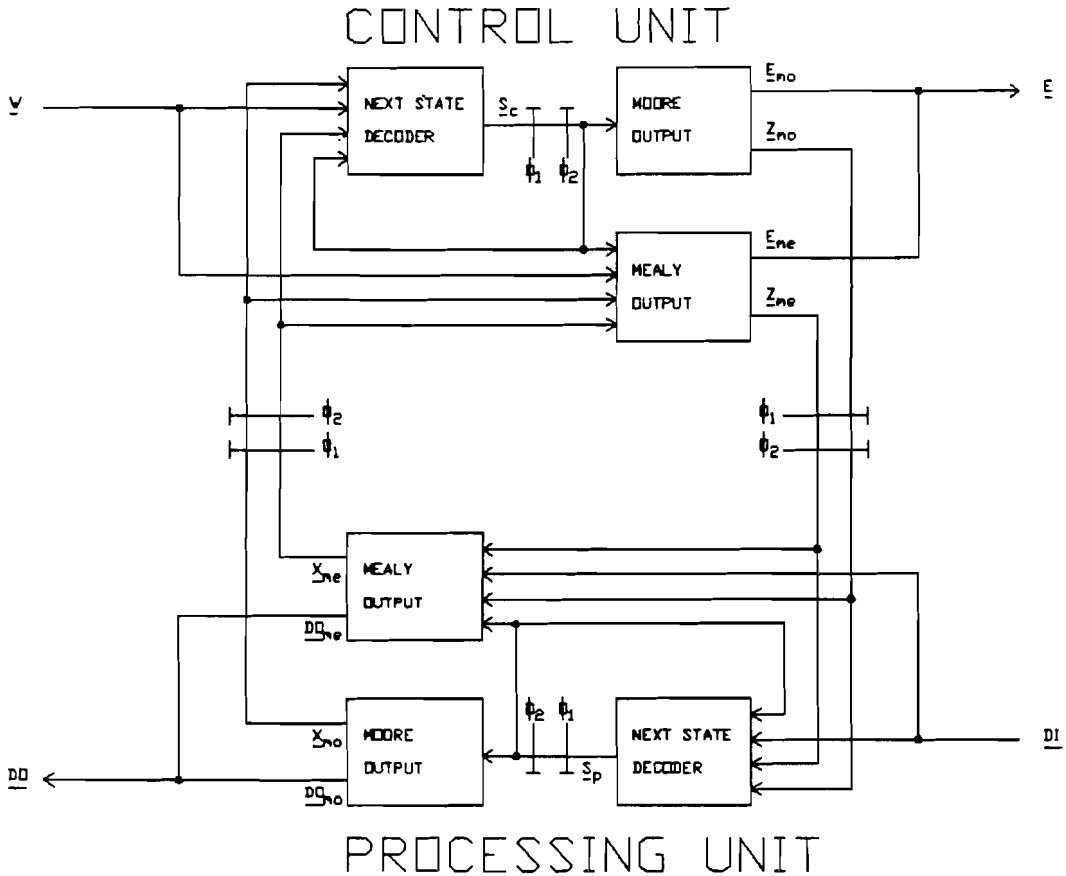 CONTROL UNIT
W
NEXT STATE
DECODER
Sc
ϕ1 ϕ2
MOORE
OUTPUT
Emo
Zmo
E
MEALY
OUTPUT
Eme
Zme
ϕ2
ϕ1
ϕ1
ϕ2
Xme
MEALY
OUTPUT
DOme
Xmo
MOORE
OUTPUT
DOmo
DO
ϕ2 ϕ1
Sp
NEXT STATE
DECODER
DI
PROCESSING UNIT